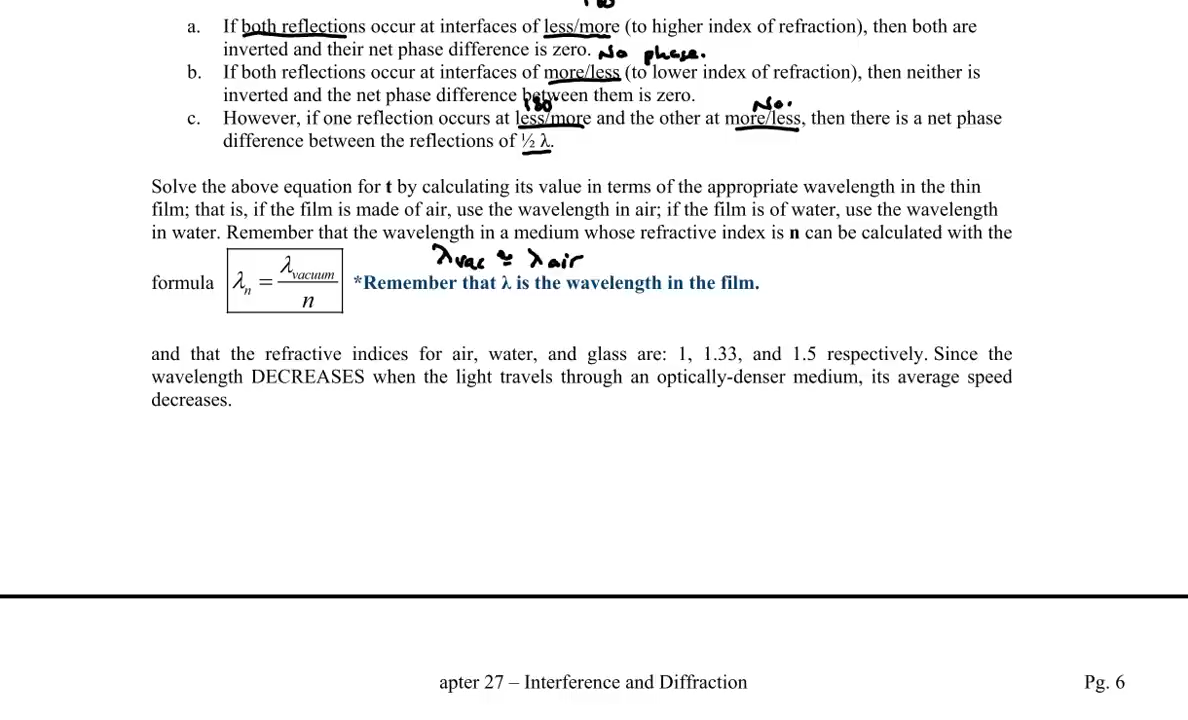 180
a. If both reflections occur at interfaces of less/more (to higher index of refraction), then both are
inverted and their net phase difference is zero. No phase.
b. If both reflections occur at interfaces of more/less (to lower index of refraction), then neither is
inverted and the net phase difference between them is zero.
180 No.
c. However, if one reflection occurs at less/more and the other at more/less, then there is a net phase
difference between the reflections of ½ λ.
Solve the above equation for t by calculating its value in terms of the appropriate wavelength in the thin
film; that is, if the film is made of air, use the wavelength in air; if the film is of water, use the wavelength
in water. Remember that the wavelength in a medium whose refractive index is n can be calculated with the
λvac ≅ λair
formula λn = λvacuum / n *Remember that λ is the wavelength in the film.
and that the refractive indices for air, water, and glass are: 1, 1.33, and 1.5 respectively. Since the
wavelength DECREASES when the light travels through an optically-denser medium, its average speed
decreases.
apter 27 – Interference and Diffraction Pg. 6